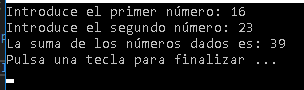 Introduce el primer número: 16
Introduce el segundo número: 23
La suma de los números dados es: 39
Pulsa una tecla para finalizar ...